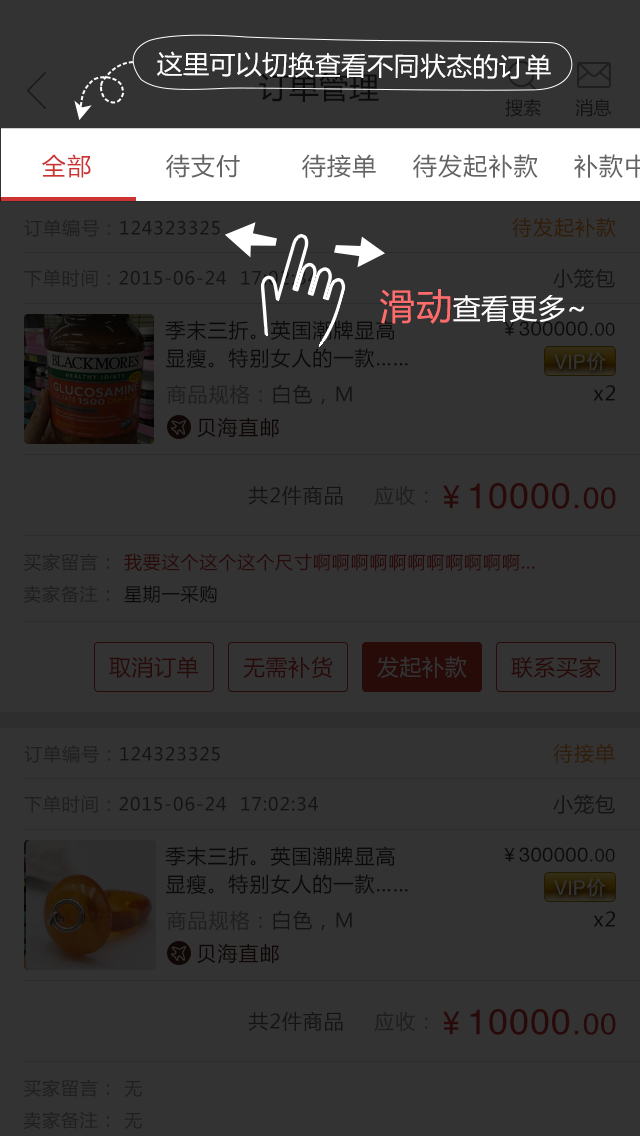 这里可以切换查看不同状态的订单
订单管理
搜索
消息
全部
待支付
待接单
待发起补款
补款中
订单编号：124323325
待发起补款
滑动查看更多~
下单时间：2015-06-24 17:02:34
小笼包
BLACKMORES
HEALTHY JOINTS
GLUCOSAMINE
1500
季末三折。英国潮牌显高
显瘦。特别女人的一款……
¥300000.00
VIP价
商品规格：白色，M
x2
贝海直邮
共2件商品 应收：¥10000.00
买家留言：我要这个这个这个尺寸啊啊啊啊啊啊啊啊啊啊啊...
卖家备注：星期一采购
取消订单
无需补货
发起补款
联系买家
订单编号：124323325
待接单
下单时间：2015-06-24 17:02:34
小笼包
季末三折。英国潮牌显高
显瘦。特别女人的一款……
¥300000.00
VIP价
商品规格：白色，M
x2
贝海直邮
共2件商品 应收：¥10000.00
买家留言：无
卖家备注：无